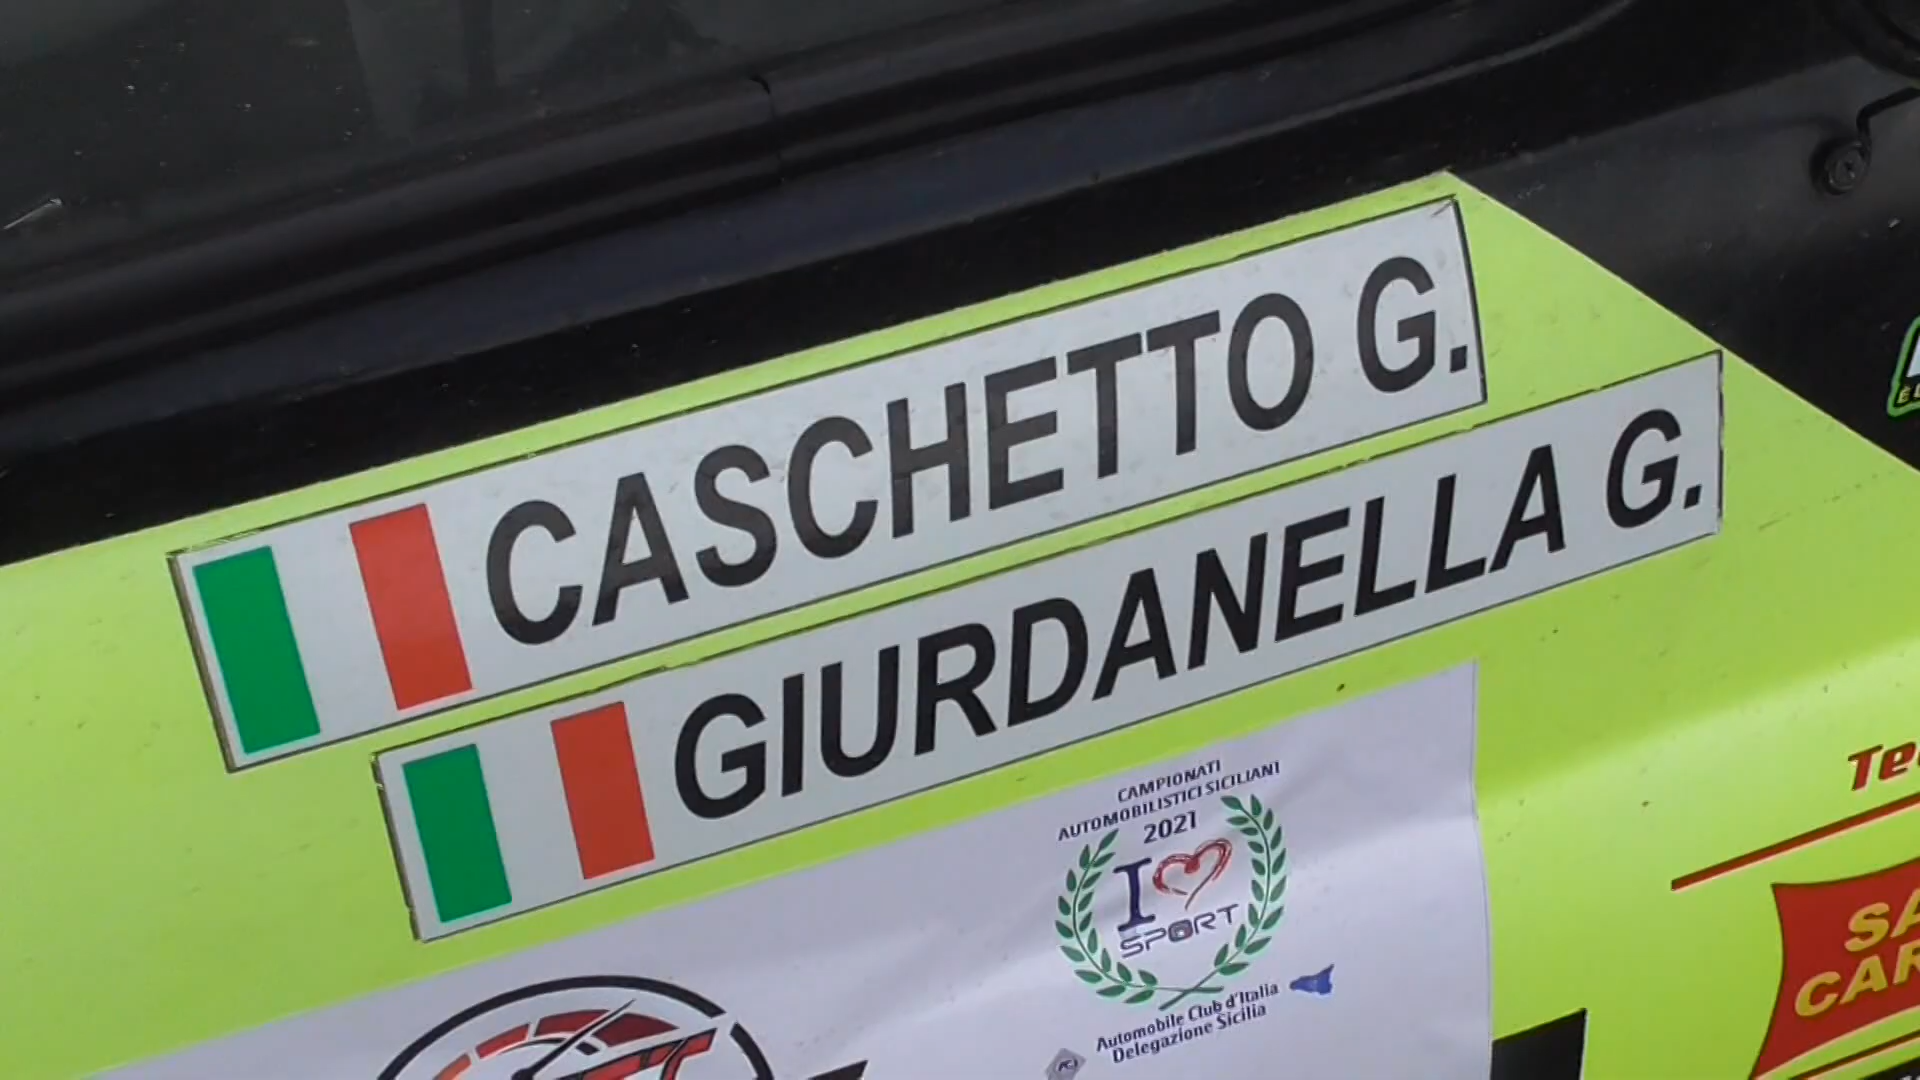 CASCHETTO G.
GIURDANELLA G.
CAMPIONATI
AUTOMOBILISTICI SICILIANI
2021
I
SPORT
Automobile Club d'Italia
Delegazione Sicilia